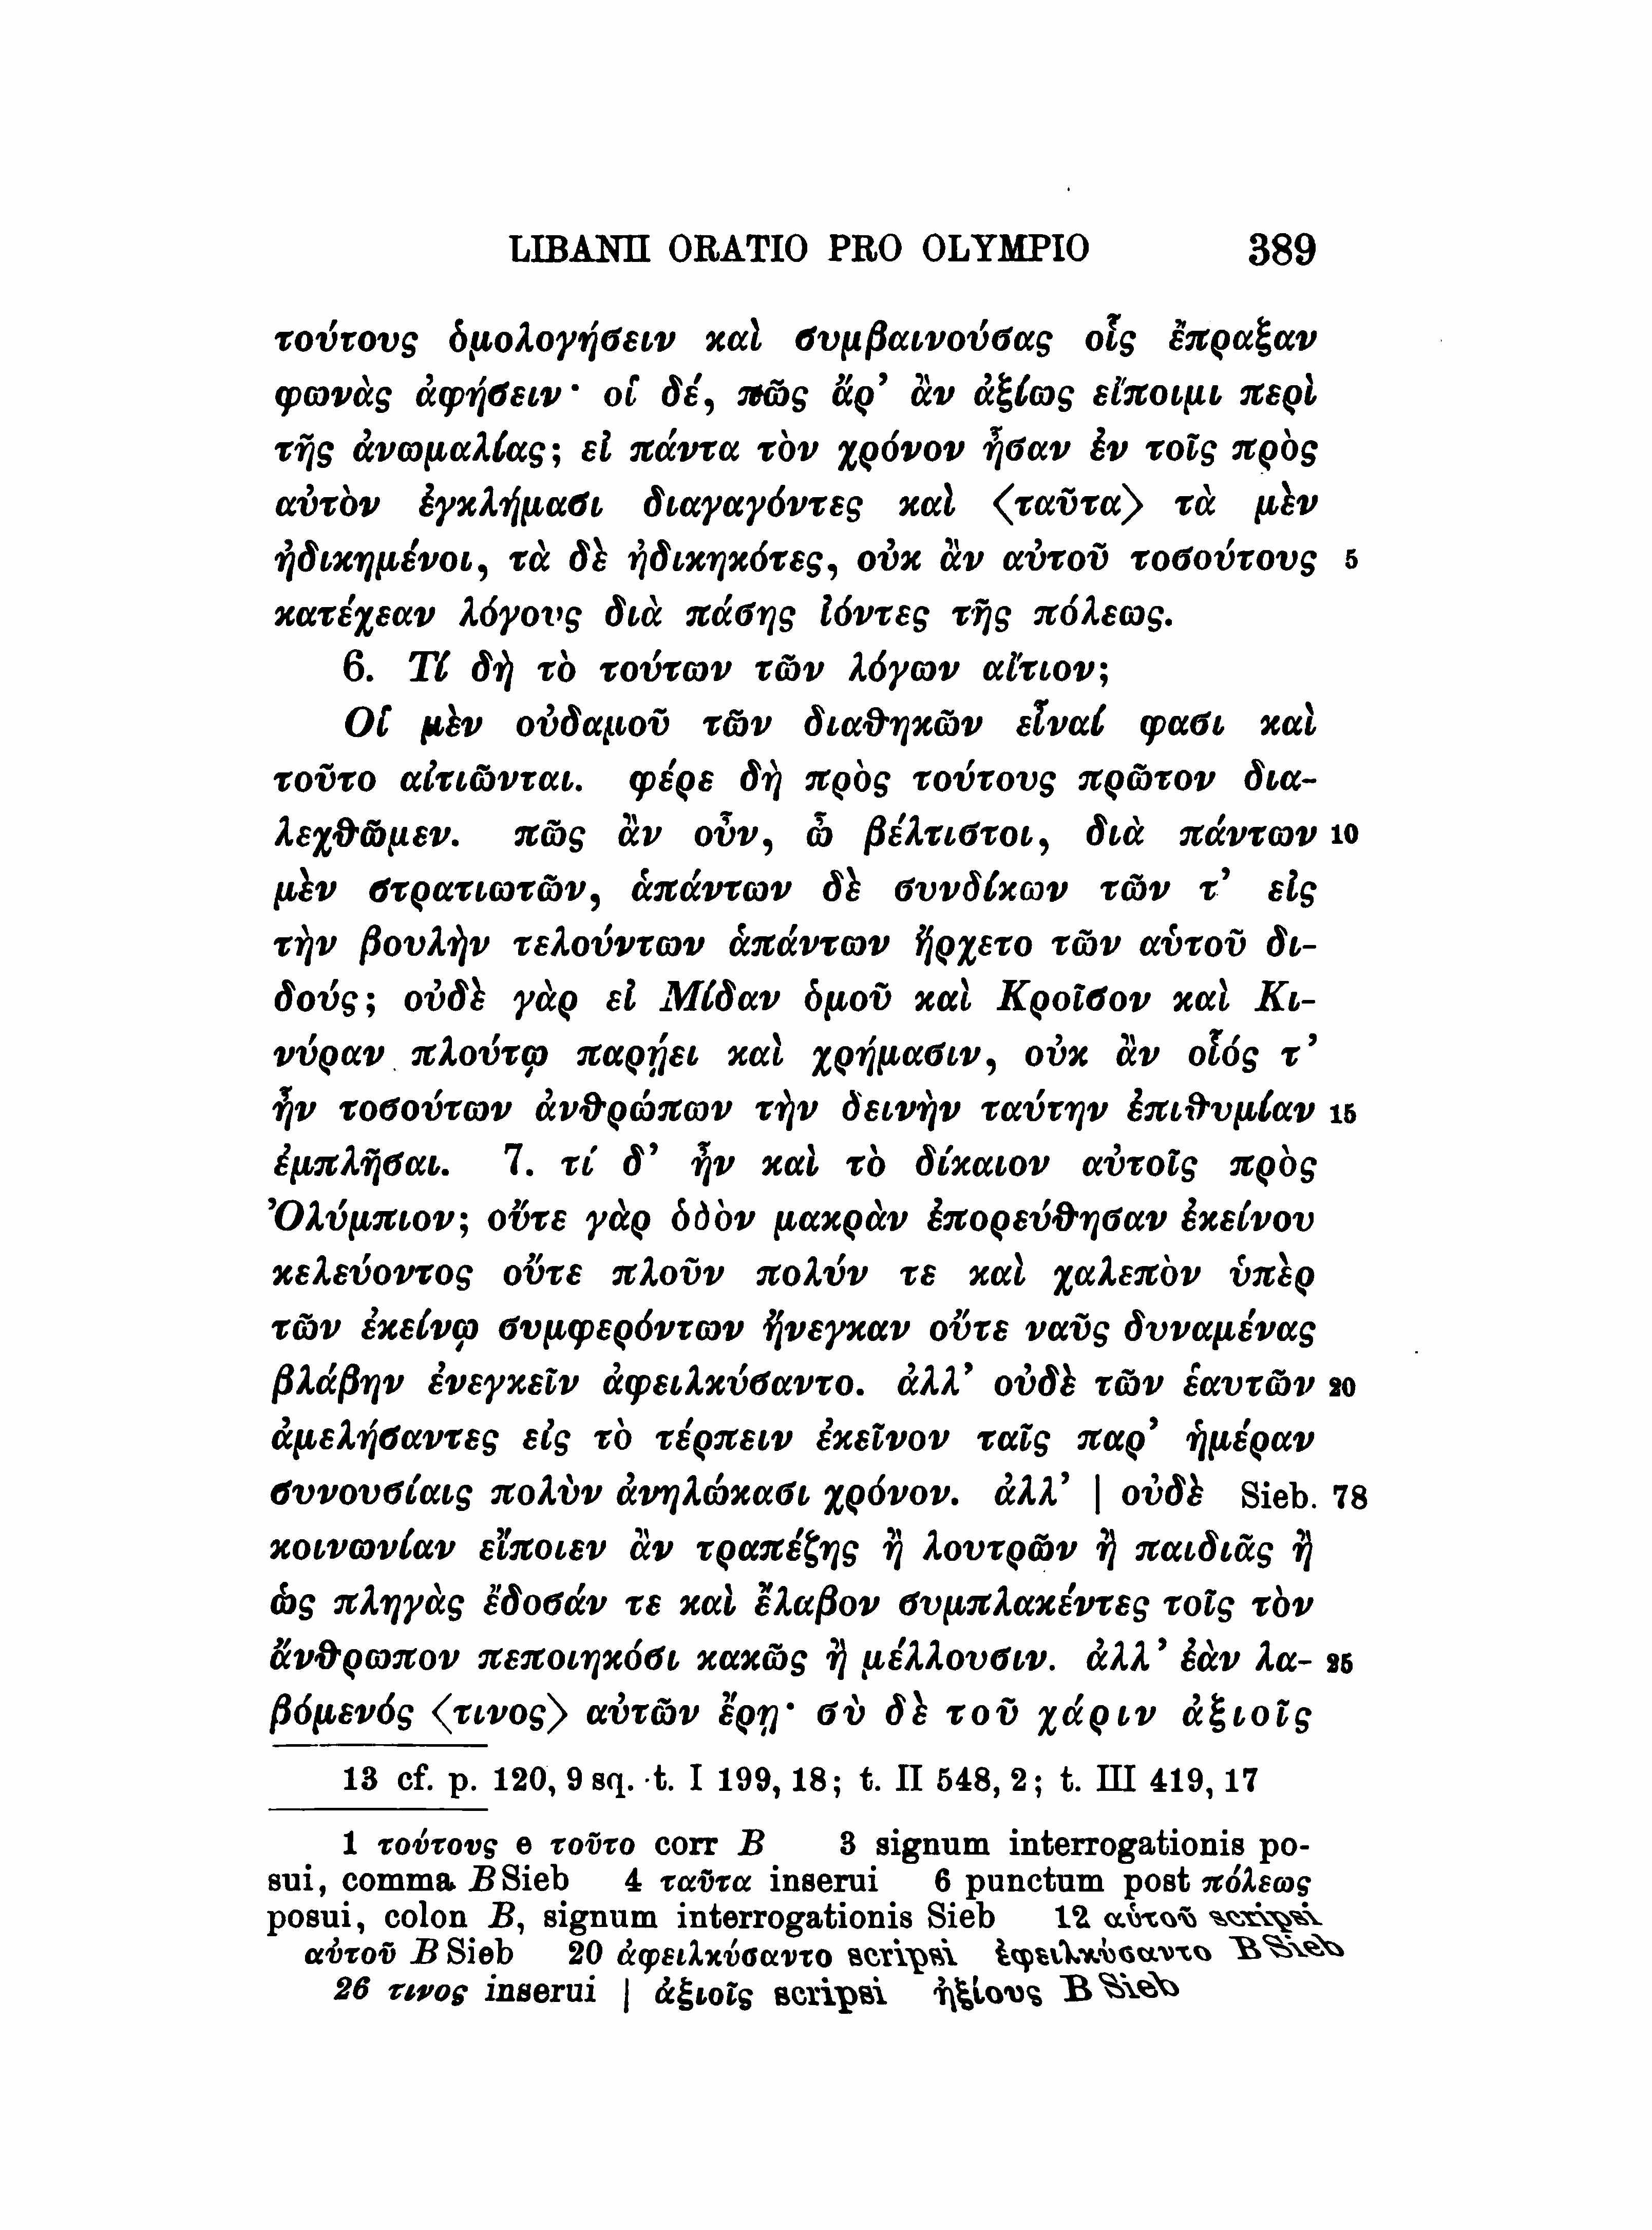 LIBANII ORATIO PRO OLYMPIO 389
τούτους ὁμολογήσειν καὶ συμβαινούσας οἷς ἔπραξαν
φωνὰς ἀφήσειν· οἱ δέ, πῶς ἄρ’ ἂν ἀξίως εἴποιμι περὶ
τῆς ἀνωμαλίας; εἰ πάντα τὸν χρόνον ἦσαν ἐν τοῖς πρὸς
αὐτὸν ἐγκλήμασι διαγαγόντες καὶ ⟨ταῦτα⟩ τὰ μὲν
ἠδικημένοι, τὰ δὲ ἠδικηκότες, οὐκ ἂν αὐτοῦ τοσούτους 5
κατέχεαν λόγους διὰ πάσης ἰόντες τῆς πόλεως.
6. Τί δὴ τὸ τούτων τῶν λόγων αἴτιον;
Οἱ μὲν οὐδαμοῦ τῶν διαθηκῶν εἶναί φασι καὶ
τοῦτο αἰτιῶνται. φέρε δὴ πρὸς τούτους πρῶτον δια-
λεχθῶμεν. πῶς ἂν οὖν, ὦ βέλτιστοι, διὰ πάντων 10
μὲν στρατιωτῶν, ἁπάντων δὲ συνδίκων τῶν τ’ εἰς
τὴν βουλὴν τελούντων ἁπάντων ἤρχετο τῶν αὑτοῦ δι-
δούς; οὐδὲ γὰρ εἰ Μίδαν ὁμοῦ καὶ Κροῖσον καὶ Κι-
νύραν πλούτῳ παρῄει καὶ χρήμασιν, οὐκ ἂν οἷός τ’
ἦν τοσούτων ἀνθρώπων τὴν δεινὴν ταύτην ἐπιθυμίαν 15
ἐμπλῆσαι. 7. τί δ’ ἦν καὶ τὸ δίκαιον αὐτοῖς πρὸς
Ὀλύμπιον; οὔτε γὰρ ὁδὸν μακρὰν ἐπορεύθησαν ἐκείνου
κελεύοντος οὔτε πλοῦν πολύν τε καὶ χαλεπὸν ὑπὲρ
τῶν ἐκείνῳ συμφερόντων ἤνεγκαν οὔτε ναῦς δυναμένας
βλάβην ἐνεγκεῖν ἀφειλκύσαντο. ἀλλ’ οὐδὲ τῶν ἑαυτῶν 20
ἀμελήσαντες εἰς τὸ τέρπειν ἐκεῖνον ταῖς παρ’ ἡμέραν
συνουσίαις πολὺν ἀνηλώκασι χρόνον. ἀλλ’ | οὐδὲ Sieb. 78
κοινωνίαν εἴποιεν ἂν τραπέζης ἢ λουτρῶν ἢ παιδιᾶς ἢ
ὡς πληγὰς ἔδοσάν τε καὶ ἔλαβον συμπλακέντες τοῖς τὸν
ἄνθρωπον πεποιηκόσι κακῶς ἢ μέλλουσιν. ἀλλ’ ἐὰν λα- 25
βόμενός ⟨τινος⟩ αὐτῶν ἔρῃ· σὺ δὲ τοῦ χάριν ἀξιοῖς
13 cf. p. 120, 9 sq. t. I 199, 18; t. II 548, 2; t. III 419, 17
1 τούτους e τοῦτο corr B 3 signum interrogationis po-
sui, comma B Sieb 4 ταῦτα inserui 6 punctum post πόλεως
posui, colon B, signum interrogationis Sieb 12 αὑτοῦ scripsi
αὐτοῦ B Sieb 20 ἀφειλκύσαντο scripsi ἐφειλκύσαντο B Sieb
26 τινος inserui | ἀξιοῖς scripsi ἠξίους B Sieb